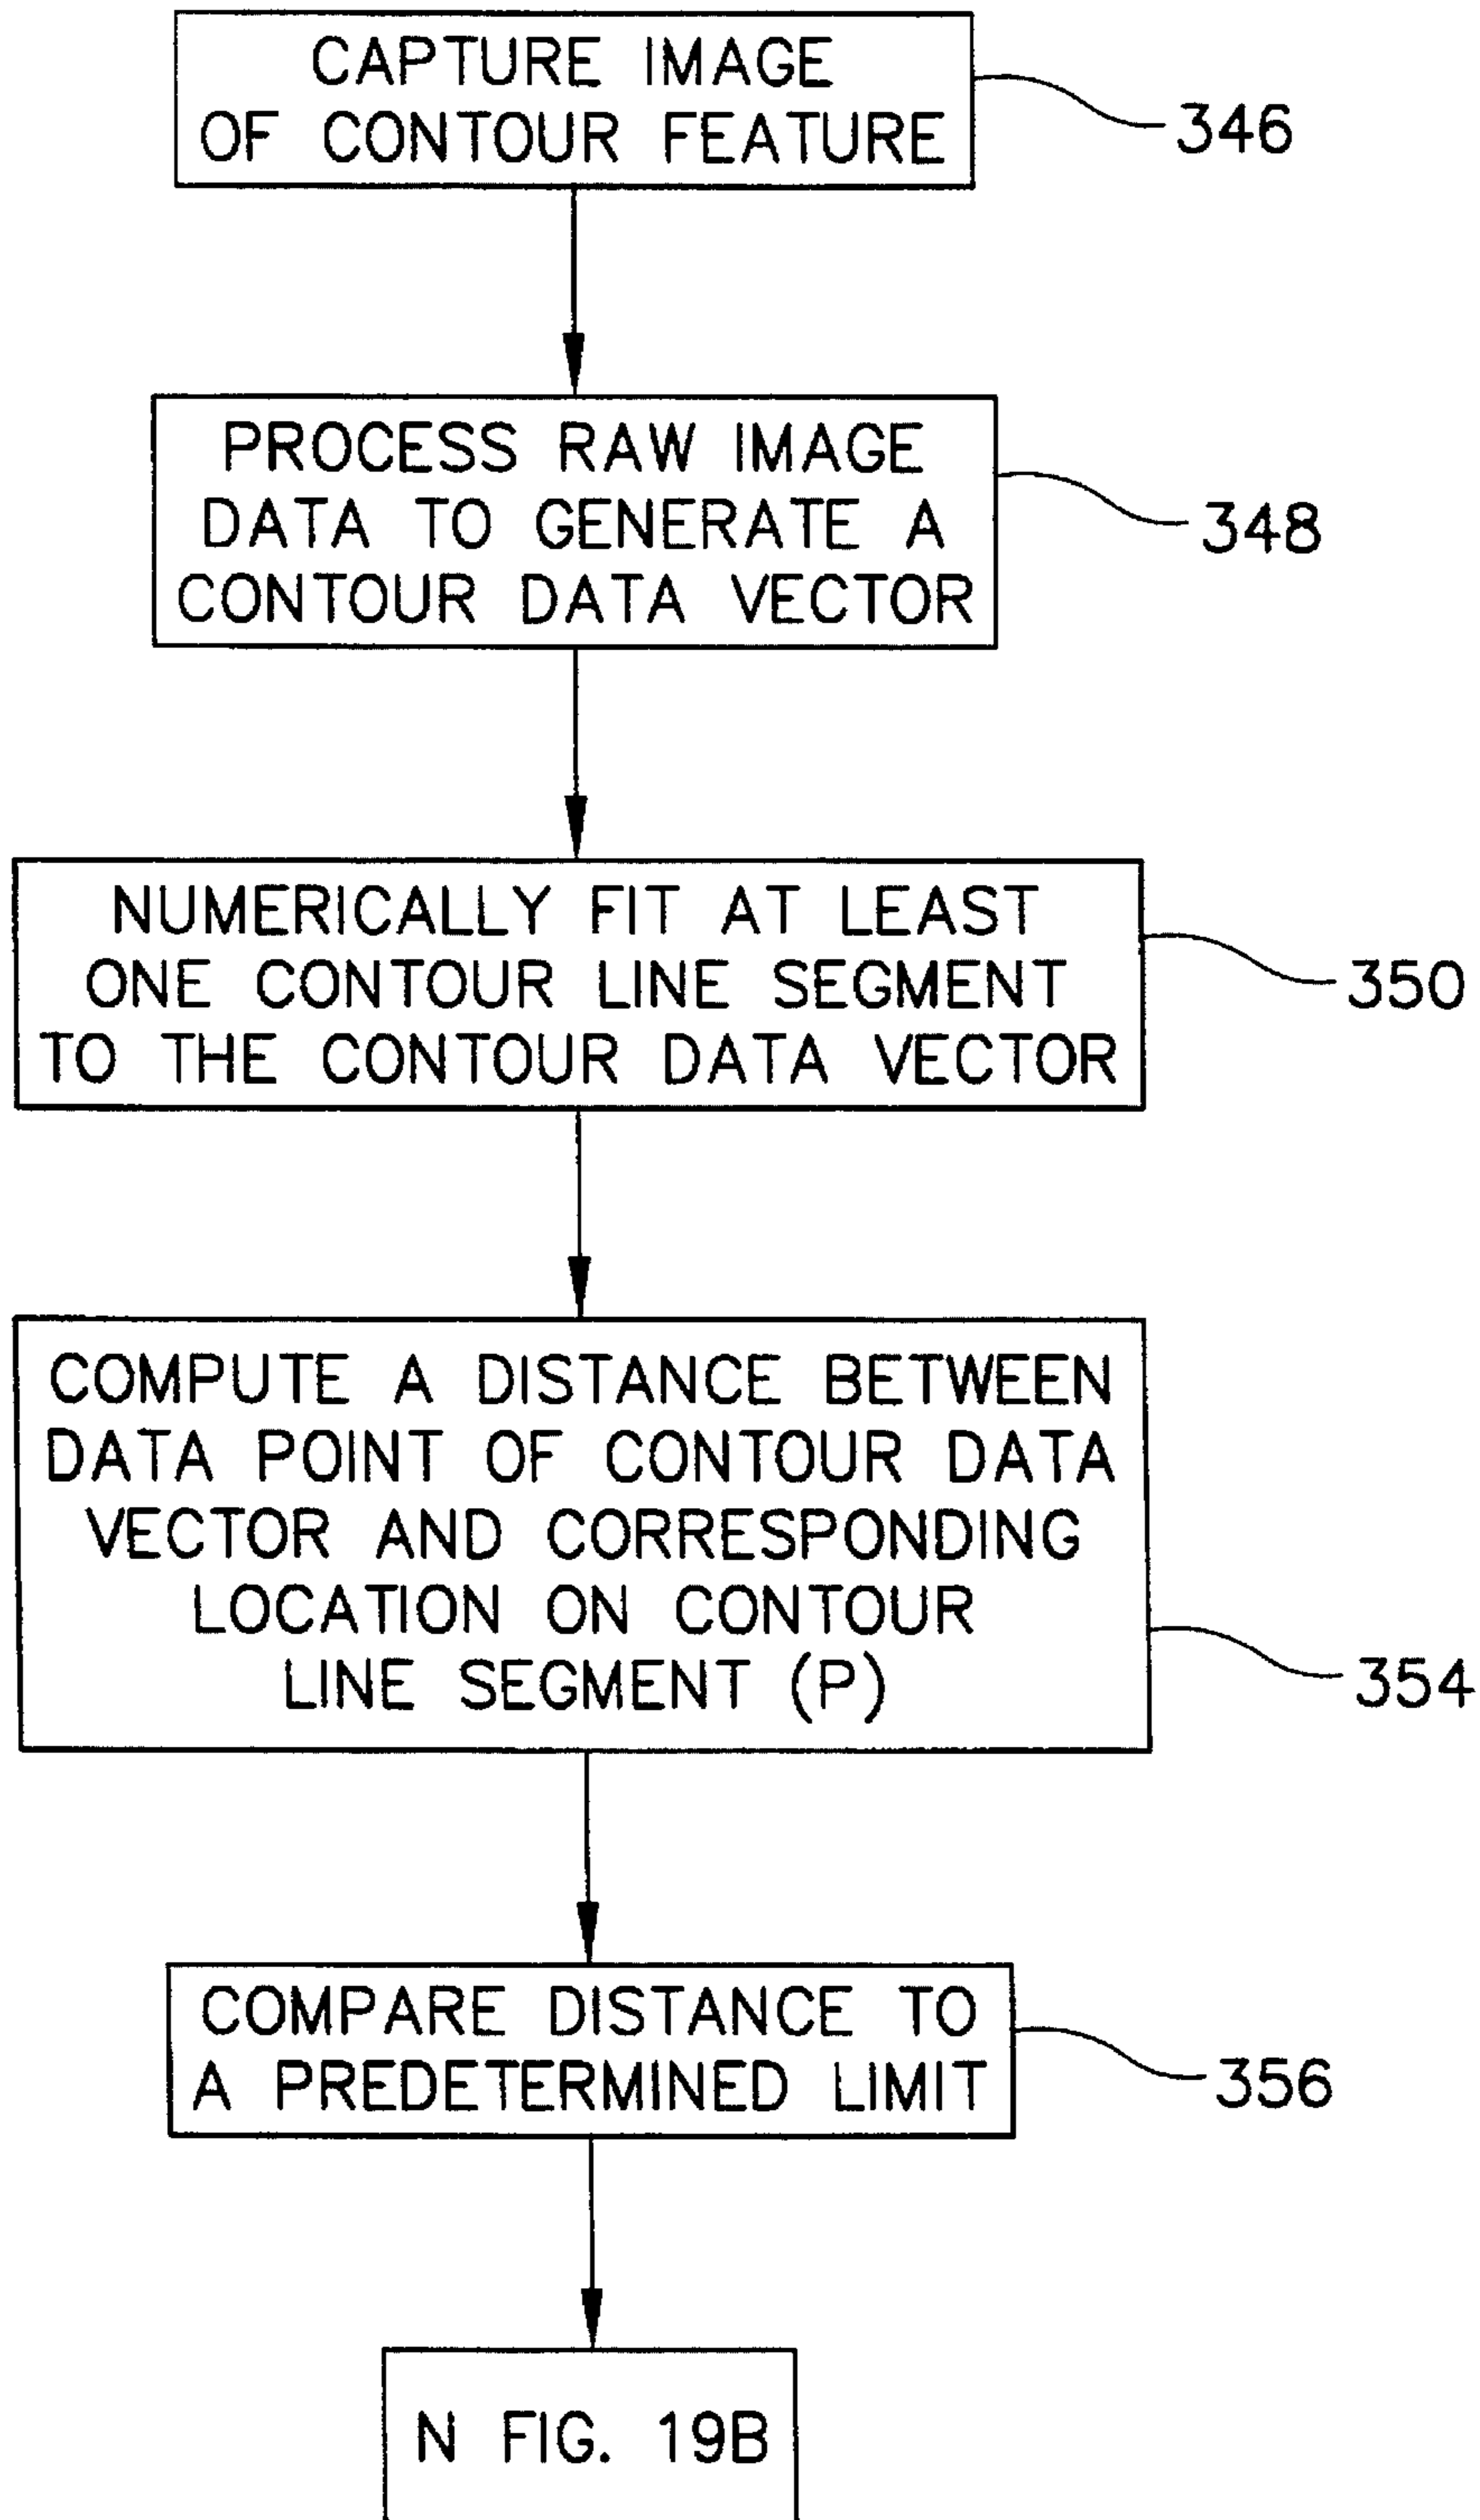 CAPTURE IMAGE
OF CONTOUR FEATURE
346
PROCESS RAW IMAGE
DATA TO GENERATE A
CONTOUR DATA VECTOR
348
NUMERICALLY FIT AT LEAST
ONE CONTOUR LINE SEGMENT
TO THE CONTOUR DATA VECTOR
350
COMPUTE A DISTANCE BETWEEN
DATA POINT OF CONTOUR DATA
VECTOR AND CORRESPONDING
LOCATION ON CONTOUR
LINE SEGMENT (P)
354
COMPARE DISTANCE TO
A PREDETERMINED LIMIT
356
N FIG. 19B